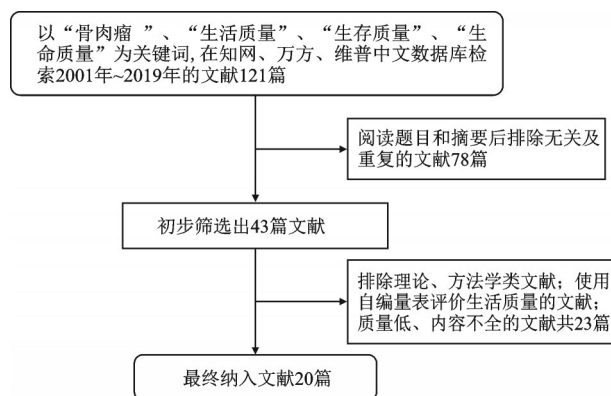 以“骨肉瘤 ”、“生活质量”、“生存质量”、“生
命质量”为关键词,在知网、万方、维普中文数据库检
索2001年~2019年的文献121篇
阅读题目和摘要后排除无关及
重复的文献78篇
初步筛选出43篇文献
排除理论、方法学类文献；使用
自编量表评价生活质量的文献；
质量低、内容不全的文献共23篇
最终纳入文献20篇